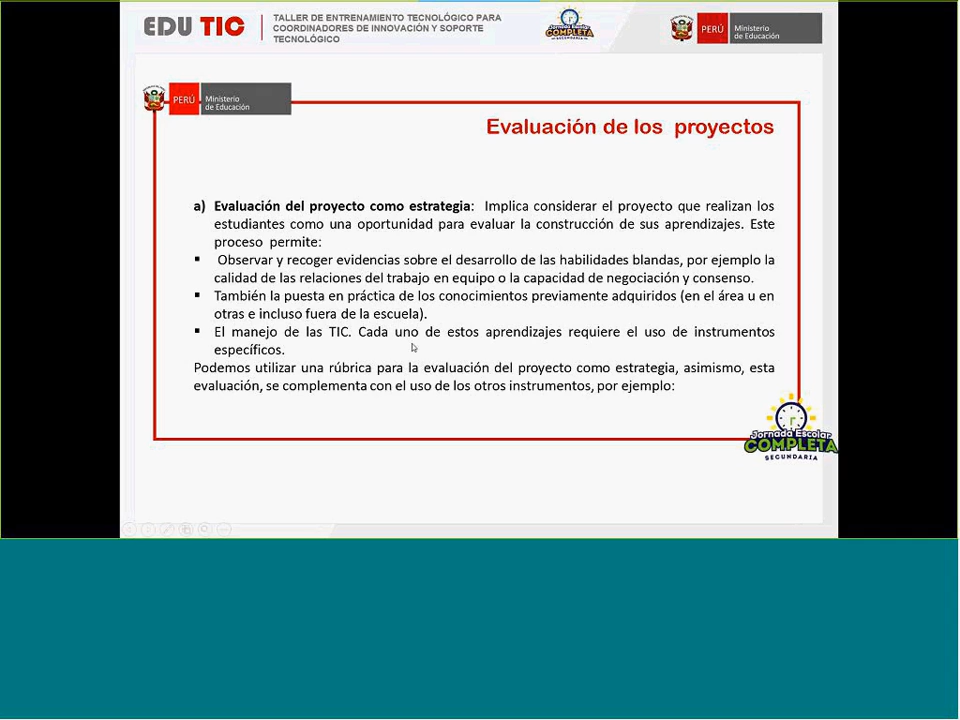 EDU TIC
TALLER DE ENTRENAMIENTO TECNOLÓGICO PARA
COORDINADORES DE INNOVACIÓN Y SOPORTE
TECNOLÓGICO
Jornada Escolar
COMPLETA
SECUNDARIA
PERÚ
Ministerio
de Educación
PERÚ
Ministerio
de Educación
Evaluación de los proyectos
a) Evaluación del proyecto como estrategia: Implica considerar el proyecto que realizan los
estudiantes como una oportunidad para evaluar la construcción de sus aprendizajes. Este
proceso permite:
▪ Observar y recoger evidencias sobre el desarrollo de las habilidades blandas, por ejemplo la
calidad de las relaciones del trabajo en equipo o la capacidad de negociación y consenso.
▪ También la puesta en práctica de los conocimientos previamente adquiridos (en el área u en
otras e incluso fuera de la escuela).
▪ El manejo de las TIC. Cada uno de estos aprendizajes requiere el uso de instrumentos
específicos.
Podemos utilizar una rúbrica para la evaluación del proyecto como estrategia, asimismo, esta
evaluación, se complementa con el uso de los otros instrumentos, por ejemplo:
Jornada Escolar
COMPLETA
SECUNDARIA